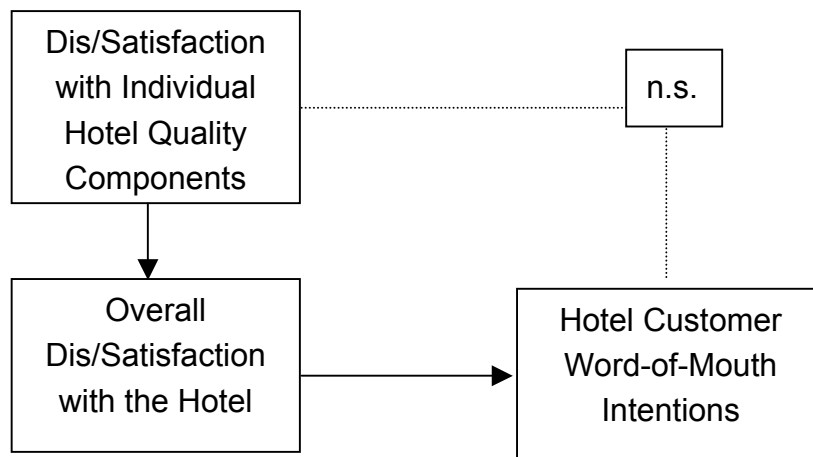 Dis/Satisfaction
with Individual
Hotel Quality
Components
n.s.
Overall
Dis/Satisfaction
with the Hotel
Hotel Customer
Word-of-Mouth
Intentions